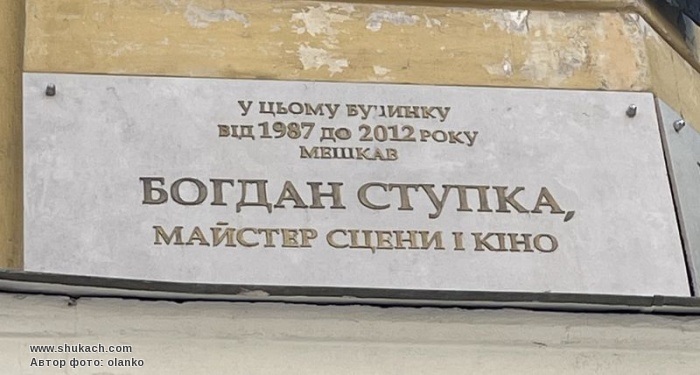 У ЦЬОМУ БУДИНКУ
ВІД 1987 ДО 2012 РОКУ
МЕШКАВ
БОГДАН СТУПКА,
МАЙСТЕР СЦЕНИ І КІНО
www.shukach.com
Автор фото: olanko